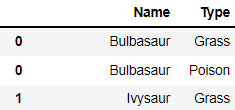 Name Type
0 Bulbasaur Grass
0 Bulbasaur Poison
1 Ivysaur Grass